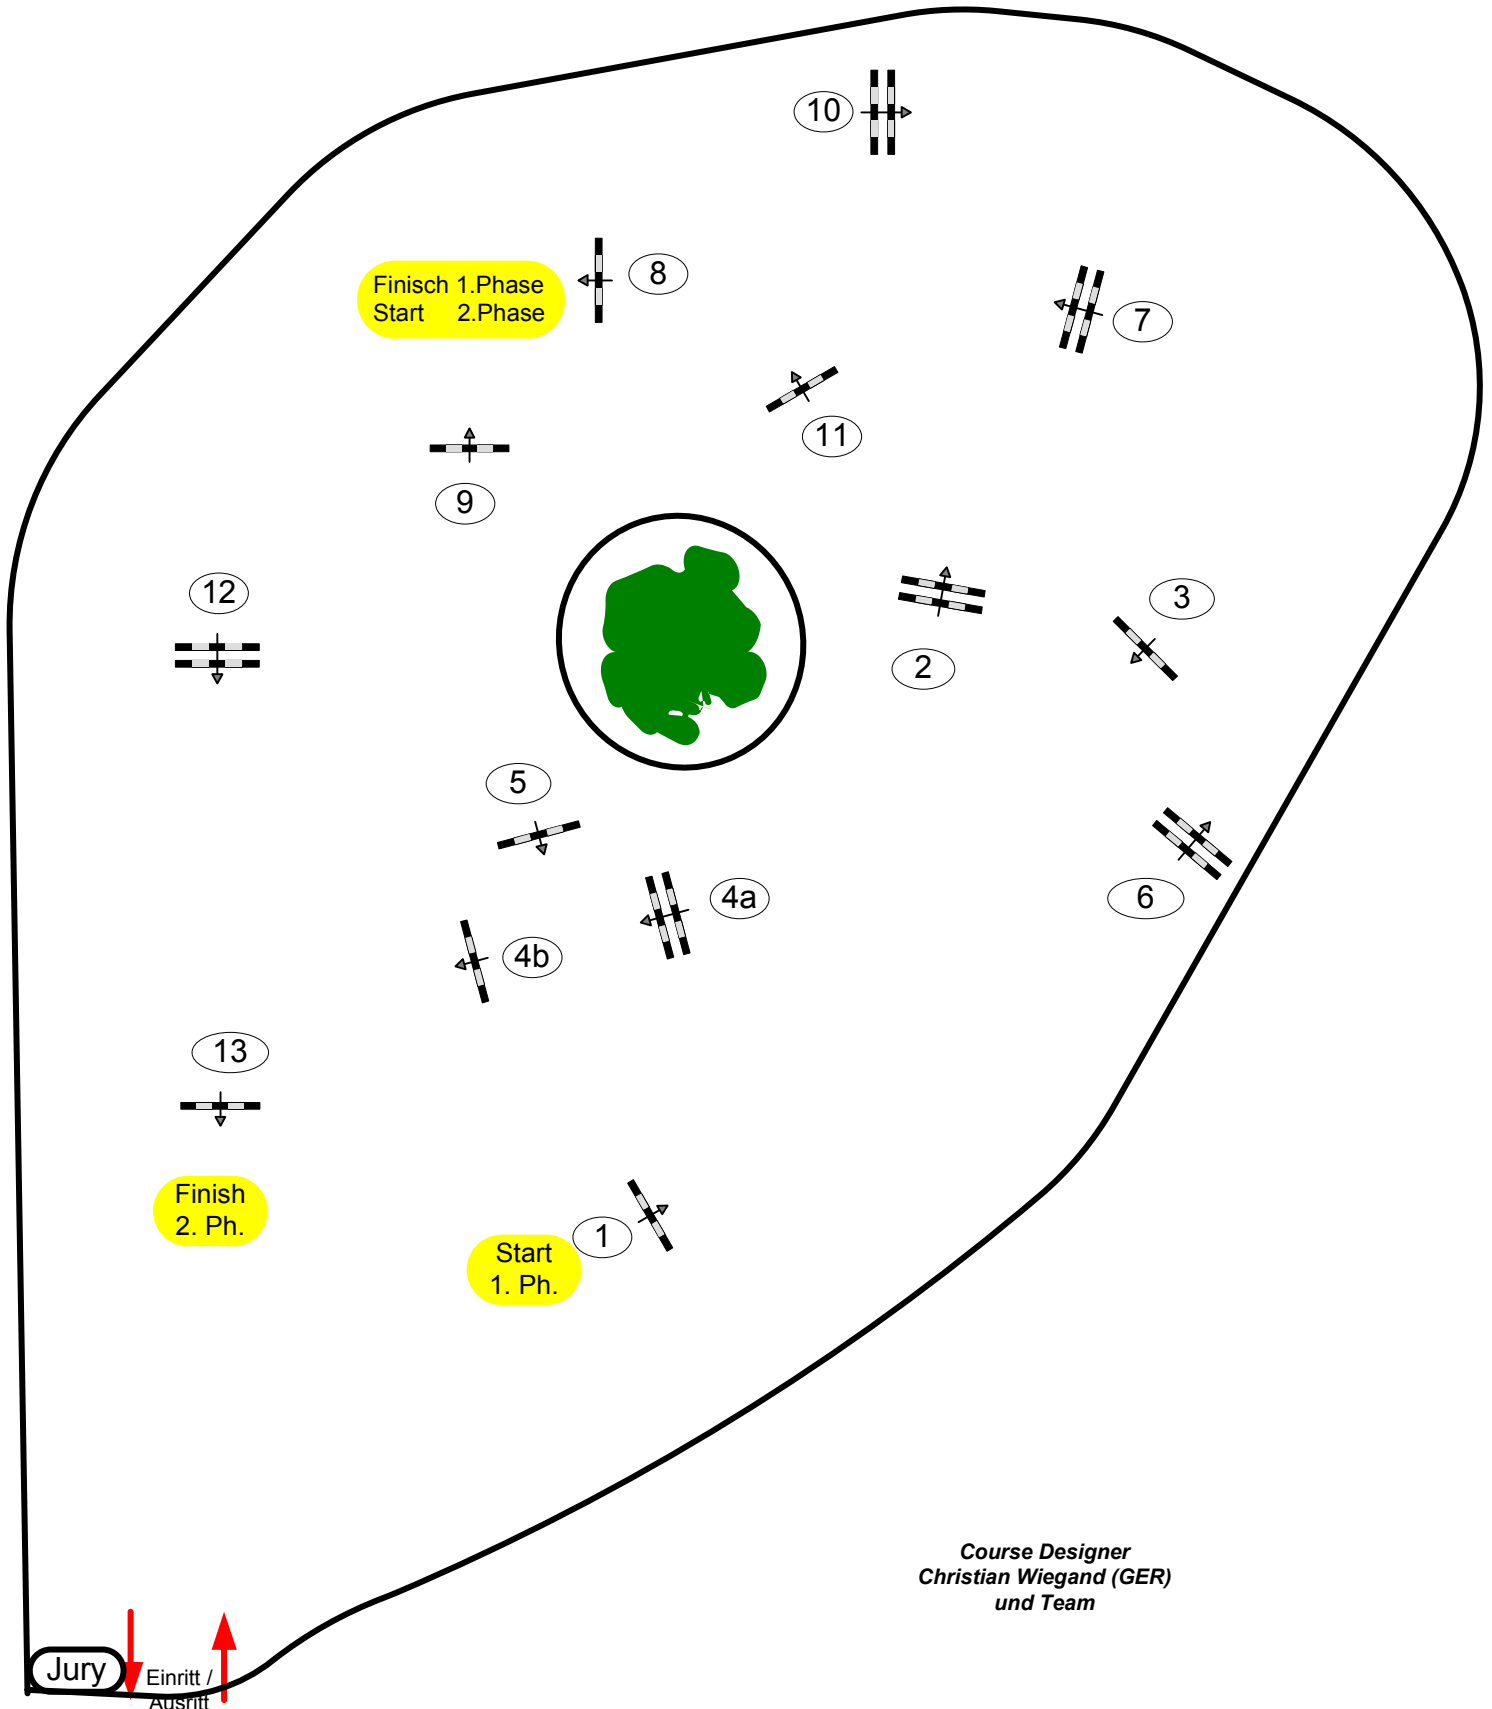 10
8
Finisch 1.Phase
Start 2.Phase
7
11
9
12
3
2
5
4a
6
4b
13
Finish
2. Ph.
1
Start
1. Ph.
Course Designer
Christian Wiegand (GER)
und Team
Jury
Einritt /
Ausritt